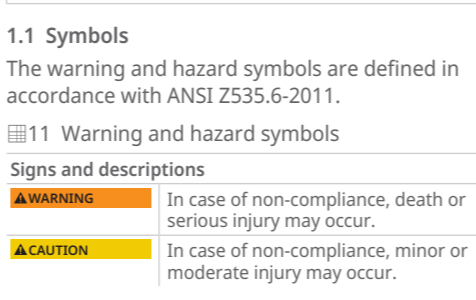 1.1 Symbols
The warning and hazard symbols are defined in
accordance with ANSI Z535.6-2011.
11 Warning and hazard symbols
Signs and descriptions
WARNING
In case of non-compliance, death or
serious injury may occur.
CAUTION
In case of non-compliance, minor or
moderate injury may occur.